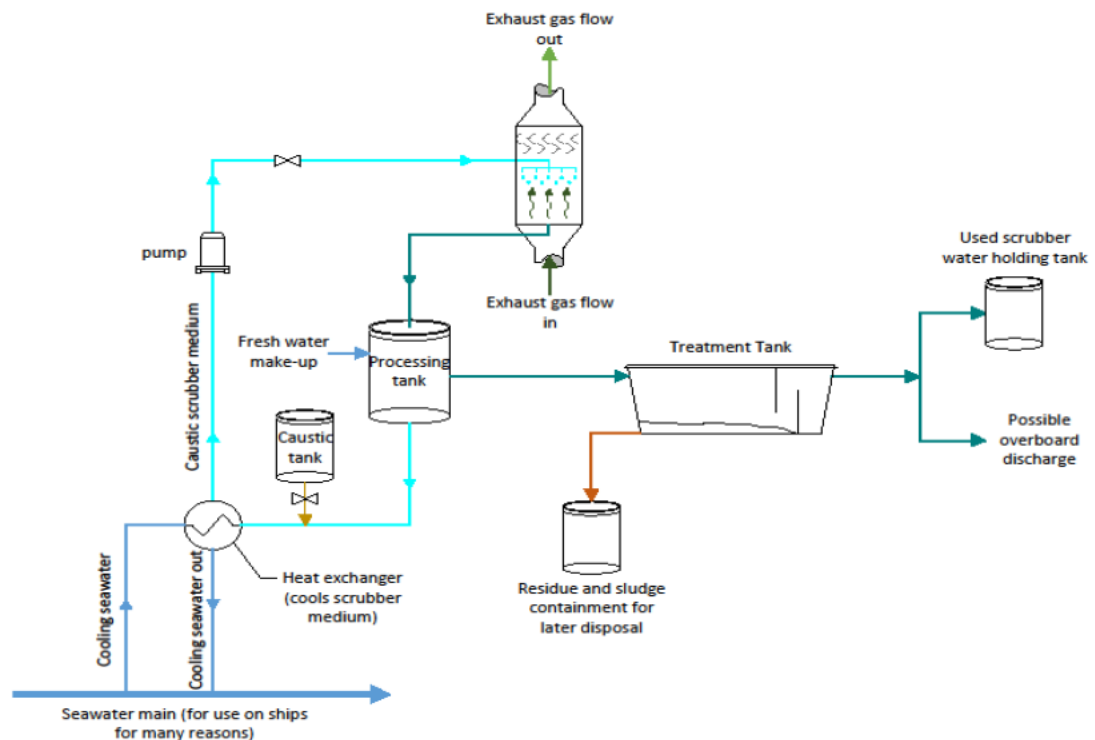 Exhaust gas flow
out
pump
Exhaust gas flow
in
Used scrubber
water holding tank
Caustic scrubber medium
Fresh water
make-up
Processing
tank
Treatment Tank
Caustic
tank
Possible
overboard
discharge
Cooling seawater
Cooling seawater out
Heat exchanger
(cools scrubber
medium)
Residue and sludge
containment for
later disposal
Seawater main (for use on ships
for many reasons)